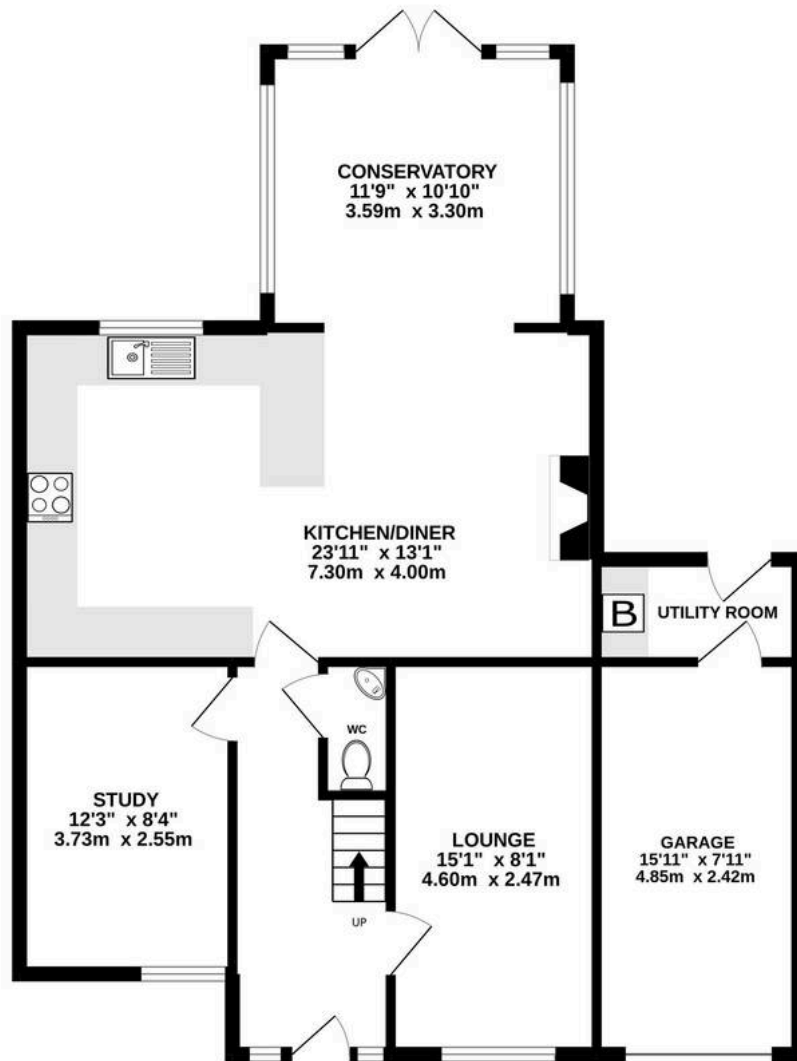 CONSERVATORY
11'9" x 10'10"
3.59m x 3.30m
KITCHEN/DINER
23'11" x 13'1"
7.30m x 4.00m
B
UTILITY ROOM
WC
STUDY
12'3" x 8'4"
3.73m x 2.55m
LOUNGE
15'1" x 8'1"
4.60m x 2.47m
GARAGE
15'11" x 7'11"
4.85m x 2.42m
UP